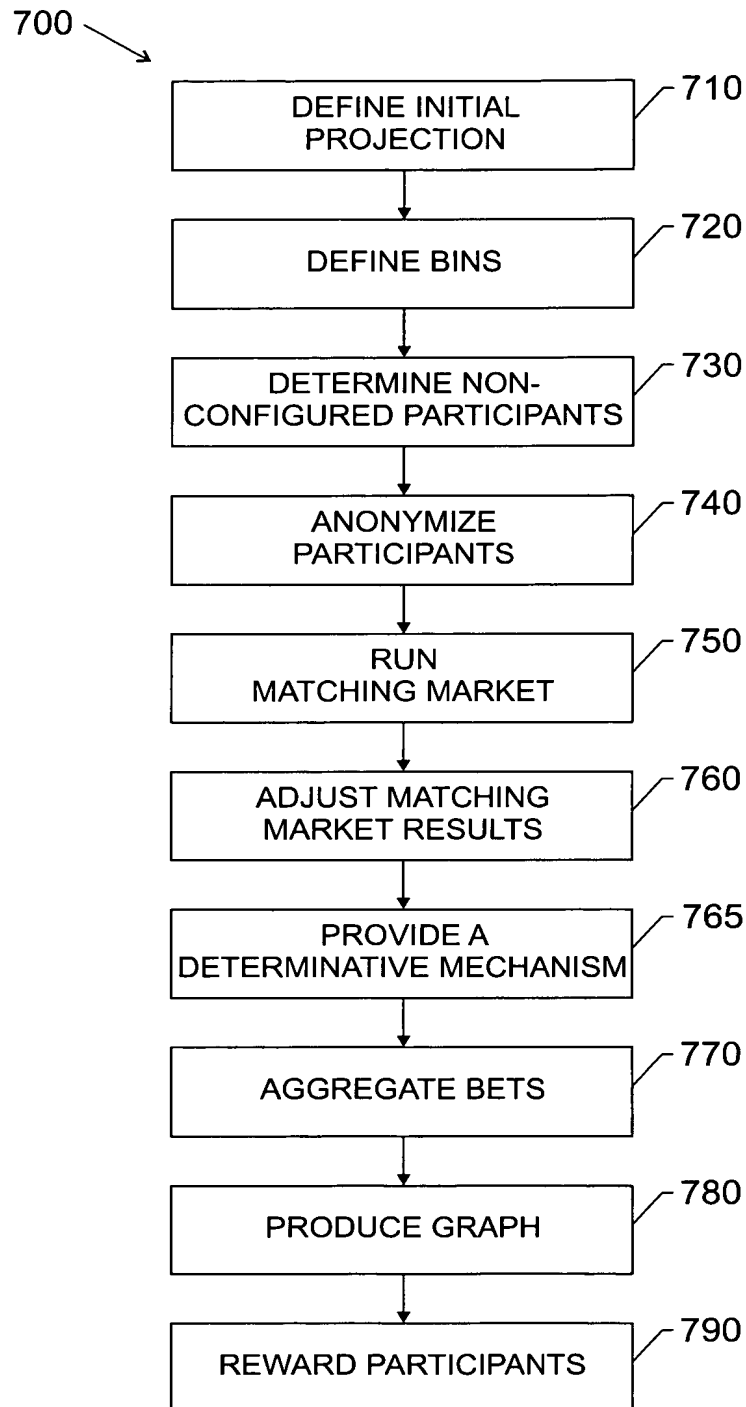 700
710
DEFINE INITIAL
PROJECTION
720
DEFINE BINS
730
DETERMINE NON-
CONFIGURED PARTICIPANTS
740
ANONYMIZE
PARTICIPANTS
750
RUN
MATCHING MARKET
760
ADJUST MATCHING
MARKET RESULTS
765
PROVIDE A
DETERMINATIVE MECHANISM
770
AGGREGATE BETS
780
PRODUCE GRAPH
790
REWARD PARTICIPANTS